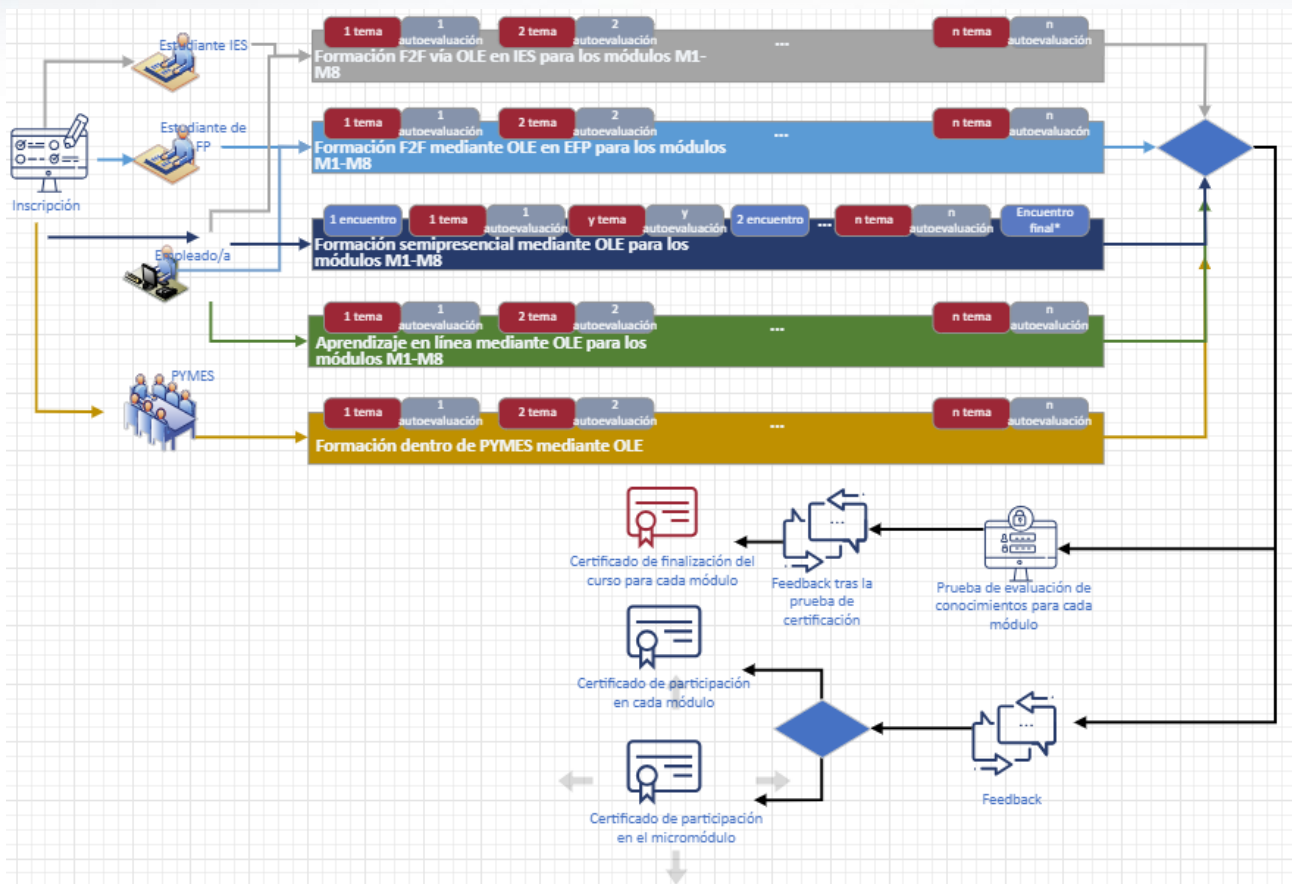 Estudiante IES
1 tema
1
autoevaluación
2 tema
2
autoevaluación
...
n tema
n
autoevaluación
Formación F2F vía OLE en IES para los módulos M1-
M8
Estudiante de
FP
1 tema
1
autoevaluación
2 tema
2
autoevaluación
...
n tema
n
autoevaluacón
Formación F2F mediante OLE en EFP para los módulos
M1-M8
Inscripción
1 encuentro
1 tema
1
autoevaluación
y tema
y
autoevaluación
2 encuentro
...
n tema
n
autoevaluación
Encuentro
final*
Formación semipresencial mediante OLE para los
módulos M1-M8
Empleado/a
1 tema
1
autoevaluación
2 tema
2
autoevaluación
...
n tema
n
autoevalución
Aprendizaje en línea mediante OLE para los
módulos M1-M8
PYMES
1 tema
1
autoevaluación
2 tema
2
autoevaluación
...
n tema
n
autoevaluación
Formación dentro de PYMES mediante OLE
Certificado de finalización del
curso para cada módulo
Feedback tras la
prueba de
certificación
Prueba de evaluación de
conocimientos para cada
módulo
Certificado de participación
en cada módulo
Feedback
Certificado de participación
en el micromódulo